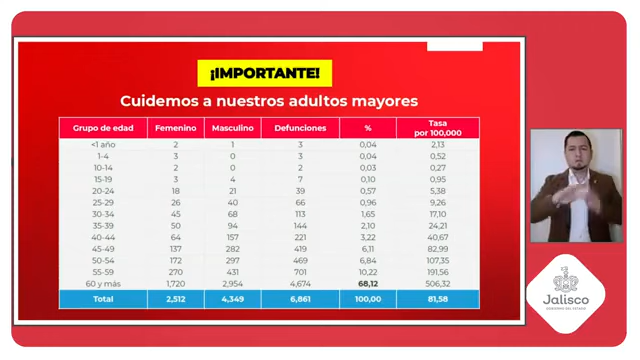 ¡IMPORTANTE!
Cuidemos a nuestros adultos mayores
Grupo de edad Femenino Masculino Defunciones % Tasa por 100,000
<1 año 2 1 3 0,04 2,13
1-4 3 0 3 0,04 0,52
10-14 2 0 2 0,03 0,27
15-19 3 4 7 0,10 0,95
20-24 18 21 39 0,57 5,38
25-29 26 40 66 0,96 9,26
30-34 45 68 113 1,65 17,10
35-39 50 94 144 2,10 24,21
40-44 64 157 221 3,22 40,67
45-49 137 282 419 6,11 82,99
50-54 172 297 469 6,84 107,35
55-59 270 431 701 10,22 191,56
60 y más 1,720 2,954 4,674 68,12 506,32
Total 2,512 4,349 6,861 100,00 81,58
Jalisco
GOBIERNO DEL ESTADO